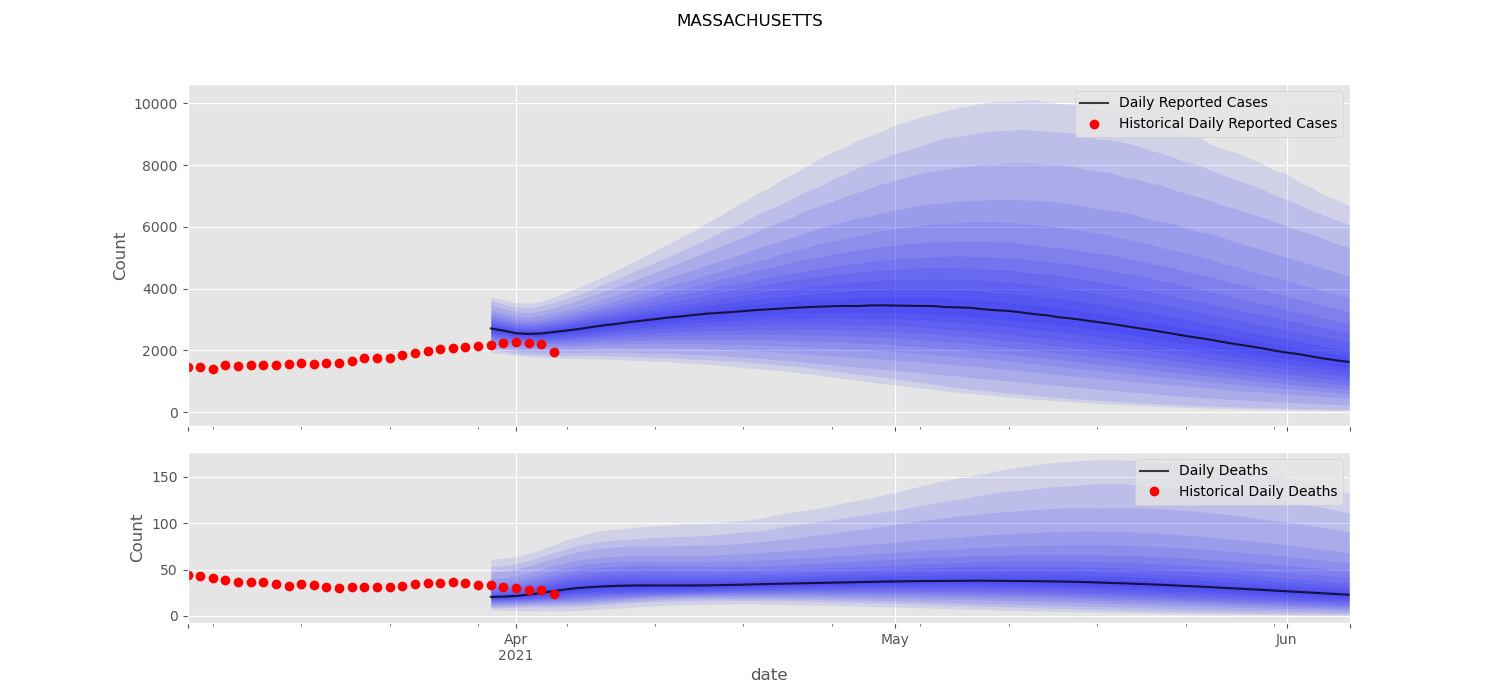 MASSACHUSETTS
Daily Reported Cases
Historical Daily Reported Cases
10000
8000
6000
4000
2000
0
Count
Daily Deaths
Historical Daily Deaths
150
100
50
0
Count
Apr
2021
May
Jun
date